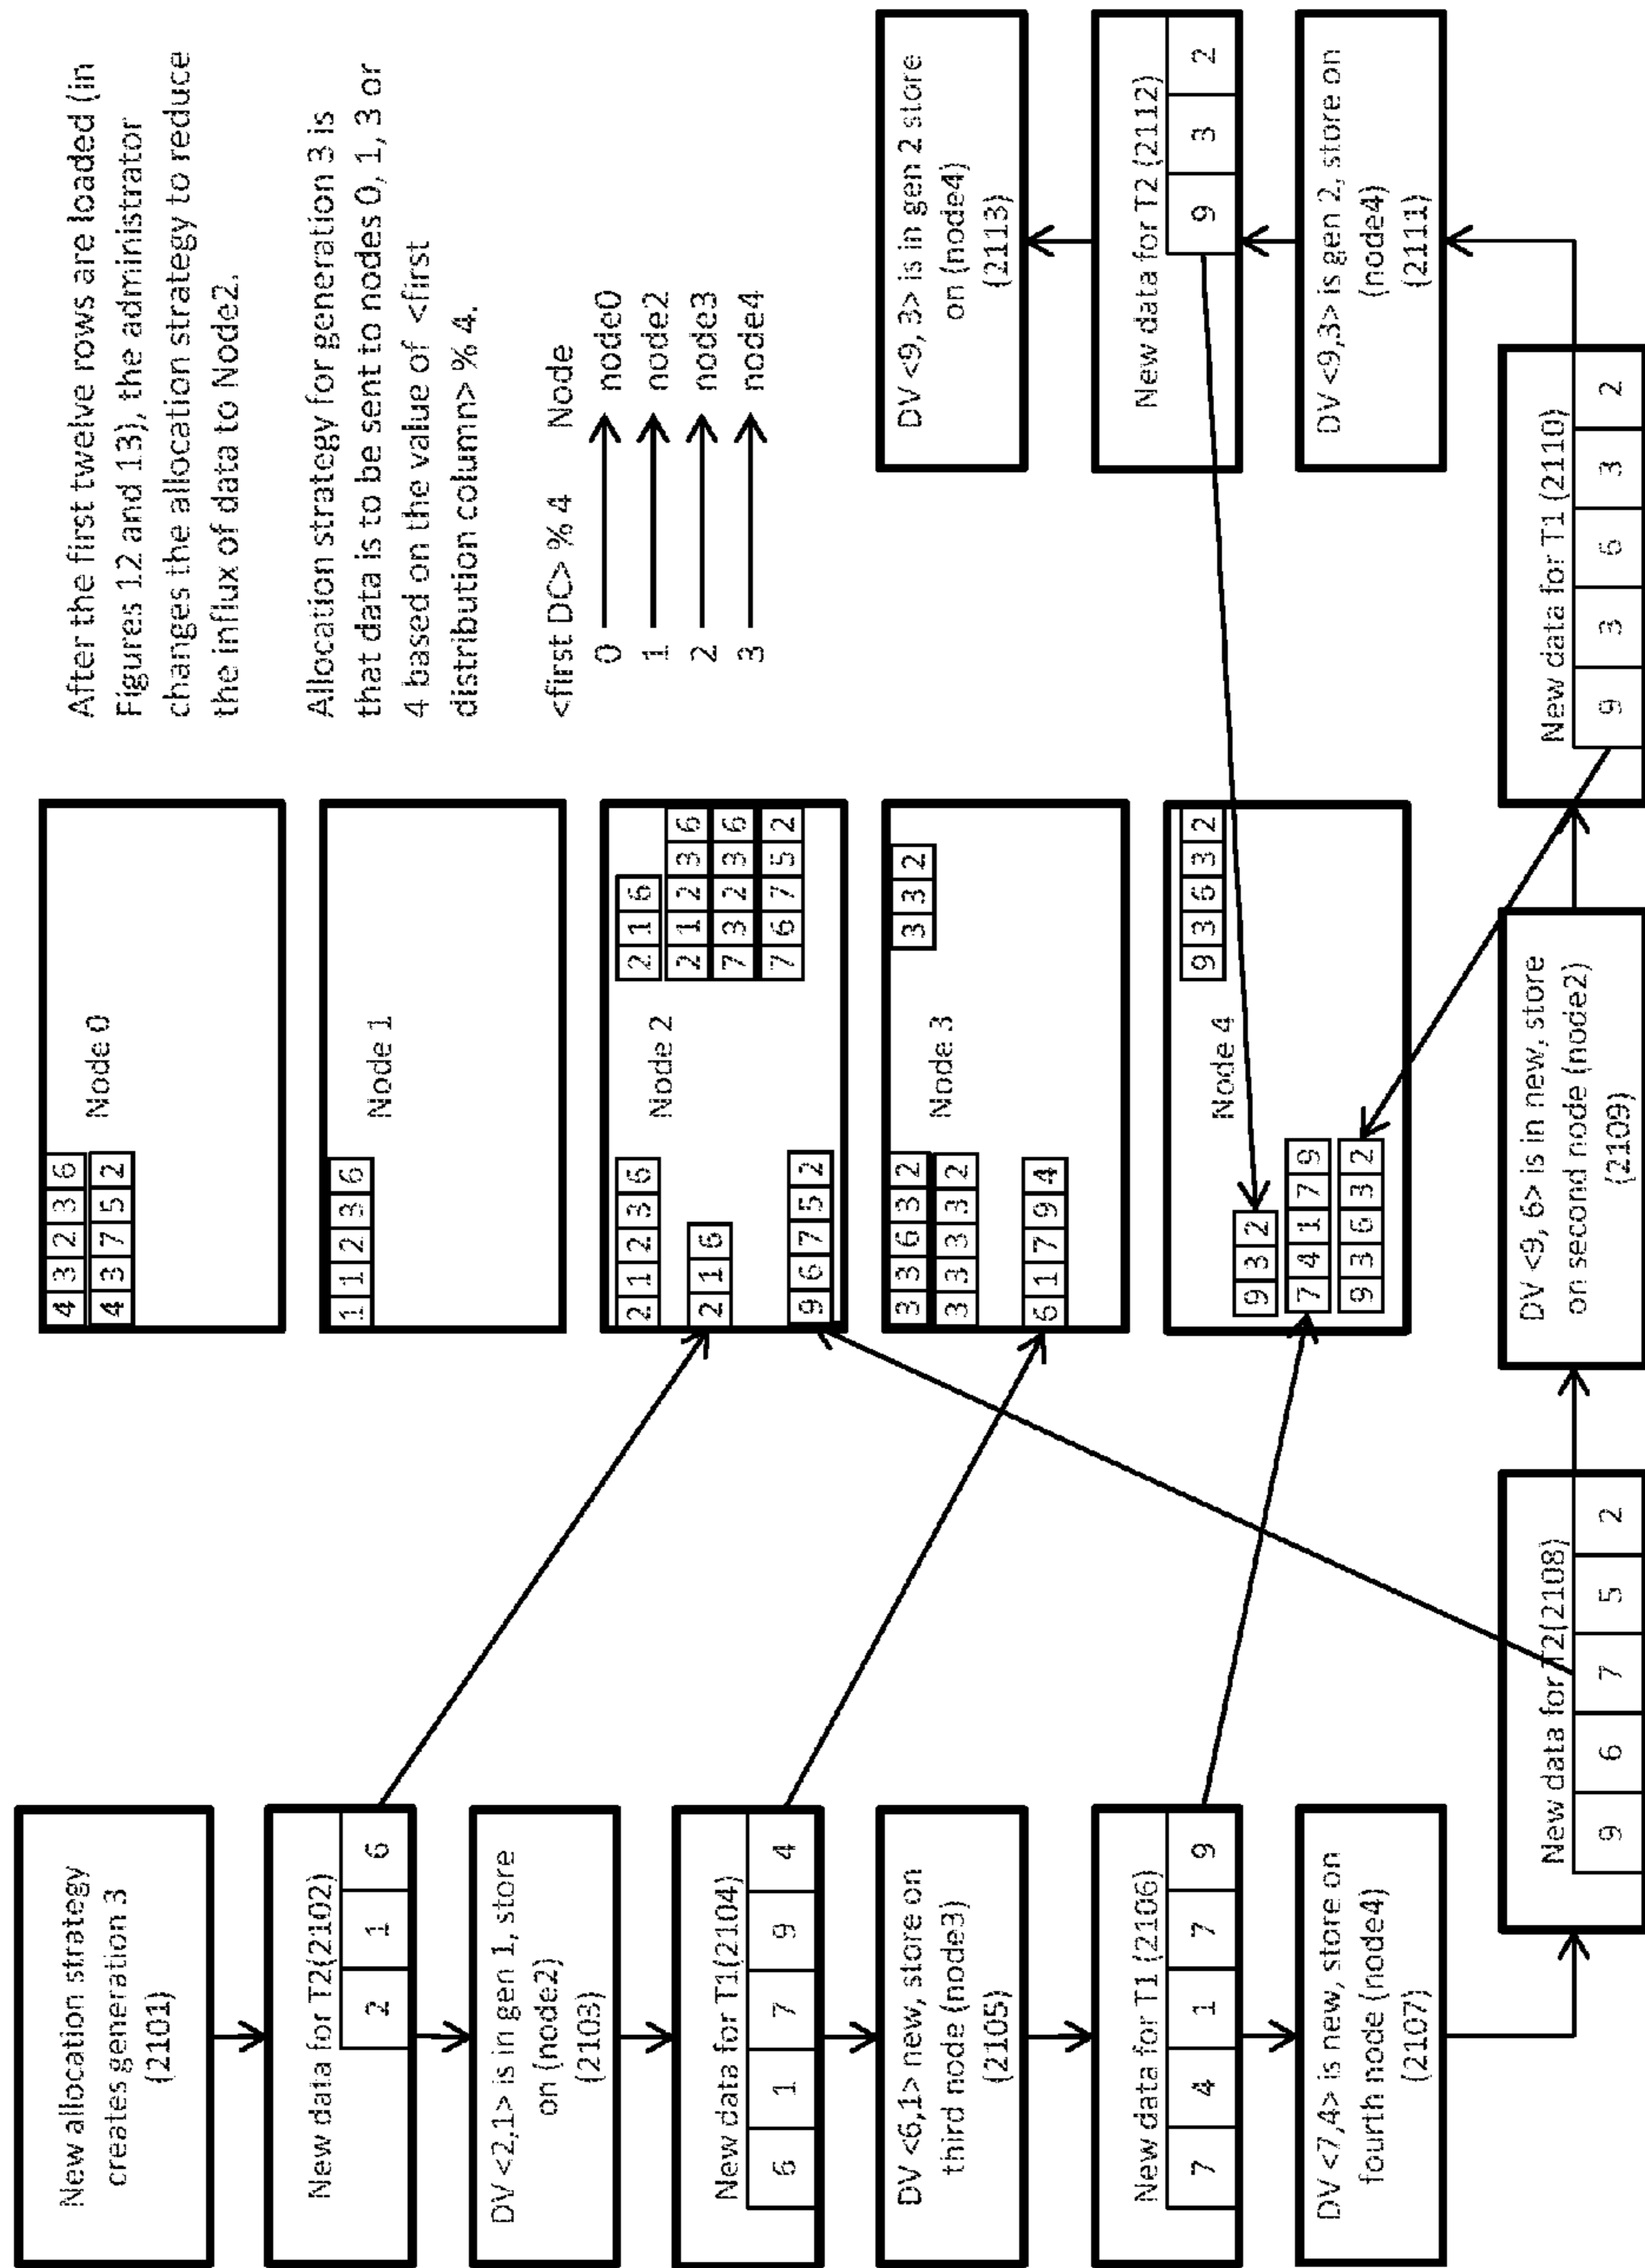 New allocation strategy
creates generation 3
(2101)
New data for T2(2102)
2 1 6
DV <2,1> is in gen 1, store
on (node2)
(2103)
New data for T1(2104)
6 1 7 9 4
DV <6,1> new, store on
third node (node3)
(2105)
New data for T1 (2106)
7 4 1 7 9
DV <7,4> is new, store on
fourth node (node4)
(2107)
New data for T2(2108)
9 6 7 5 2
DV <9, 6> is in new, store
on second node (node2)
(2109)
New data for T1 (2110)
9 3 6 3 2
DV <9,3> is gen 2, store on
(node4)
(2111)
New data for T2 (2112)
9 3 2
DV <9, 3> is in gen 2 store
on (node4)
(2113)
Node 0
4 3 2 3 6
4 3 7 5 2
Node 1
1 1 2 3 6
Node 2
2 1 2 3 6
2 1 6
9 6 7 5 2
2 1 6
2 1 2 3 6
7 3 2 3 6
7 6 7 5 2
Node 3
3 3 6 3 2
3 3 3 3 2
6 1 7 9 4
3 3 2
Node 4
9 3 2
7 4 1 7 9
9 3 6 3 2
9 3 6 3 2
After the first twelve rows are loaded (in
Figures 12 and 13), the administrator
changes the allocation strategy to reduce
the influx of data to Node2.
Allocation strategy for generation 3 is
that data is to be sent to nodes 0, 1, 3 or
4 based on the value of <first
distribution column> % 4.
<first DC> % 4 Node
0 node0
1 node2
2 node3
3 node4